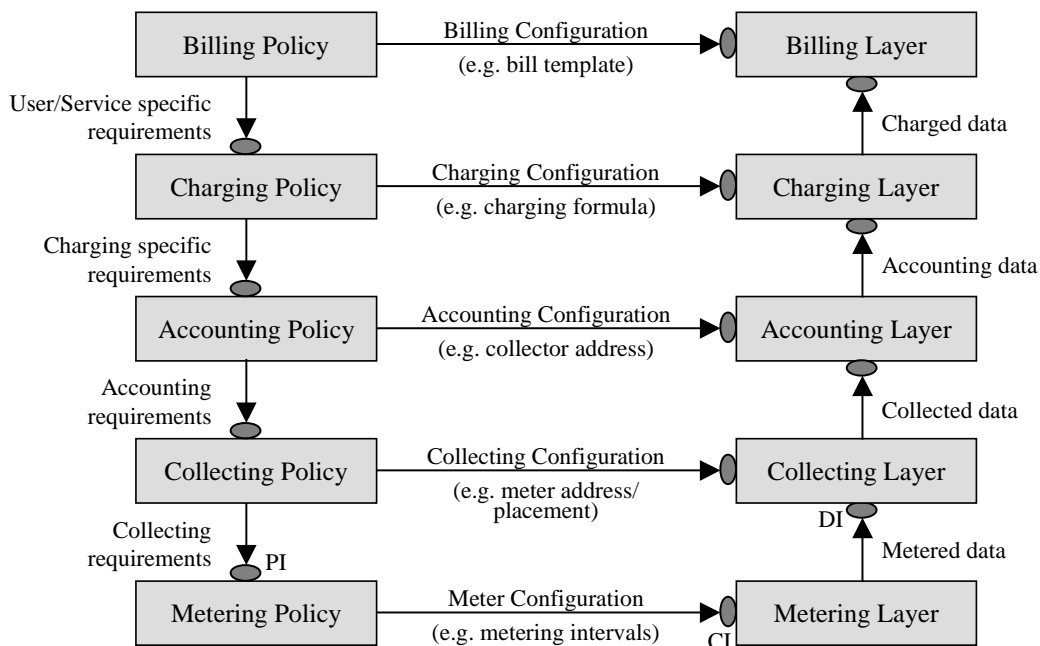 Billing Policy
Billing Configuration
(e.g. bill template)
Billing Layer
User/Service specific
requirements
Charged data
Charging Policy
Charging Configuration
(e.g. charging formula)
Charging Layer
Charging specific
requirements
Accounting data
Accounting Policy
Accounting Configuration
(e.g. collector address)
Accounting Layer
Accounting
requirements
Collected data
Collecting Policy
Collecting Configuration
(e.g. meter address/
placement)
Collecting Layer
Collecting
requirements
PI
DI
Metered data
Metering Policy
Meter Configuration
(e.g. metering intervals)
CI
Metering Layer